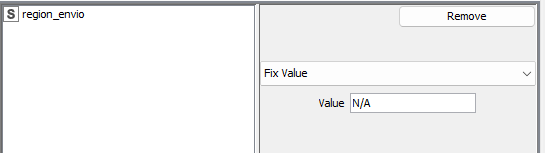 S region_envio
Remove
Fix Value
Value N/A